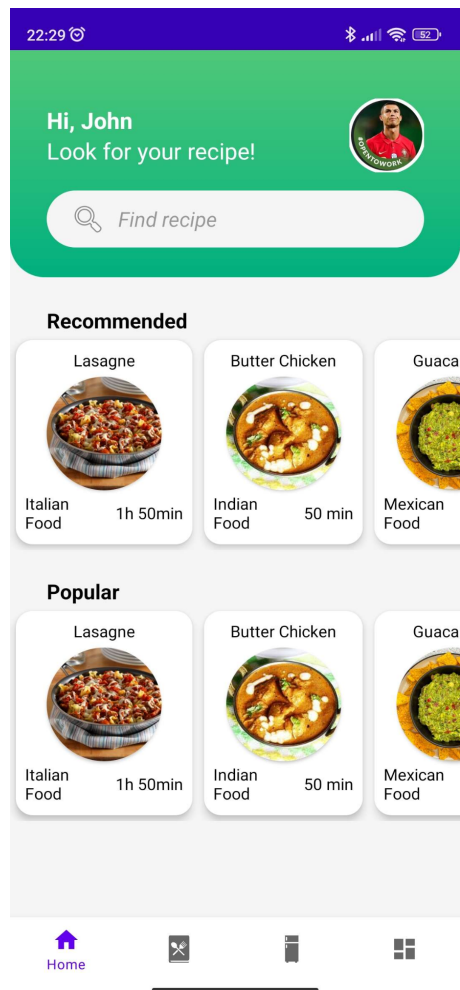 22:29
52
Hi, John
Look for your recipe!
#OPENTOWORK
Find recipe
Recommended
Lasagne
Italian
Food
1h 50min
Butter Chicken
Indian
Food
50 min
Guaca
Mexican
Food
Popular
Lasagne
Italian
Food
1h 50min
Butter Chicken
Indian
Food
50 min
Guaca
Mexican
Food
Home